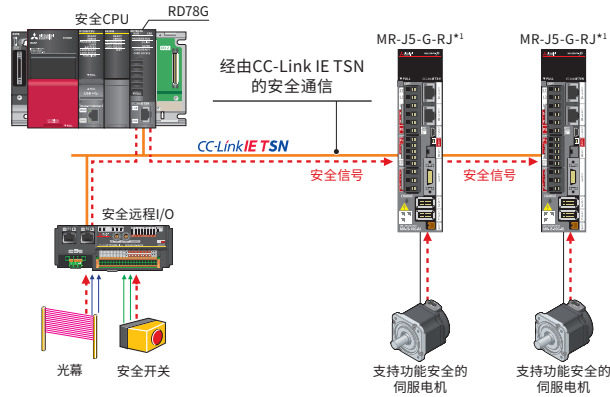 安全CPU
RD78G
MR-J5-G-RJ*1
MR-J5-G-RJ*1
经由CC-Link IE TSN
的安全通信
CC-Link IE TSN
安全信号
安全信号
安全远程I/O
光幕
安全开关
支持功能安全的
伺服电机
支持功能安全的
伺服电机